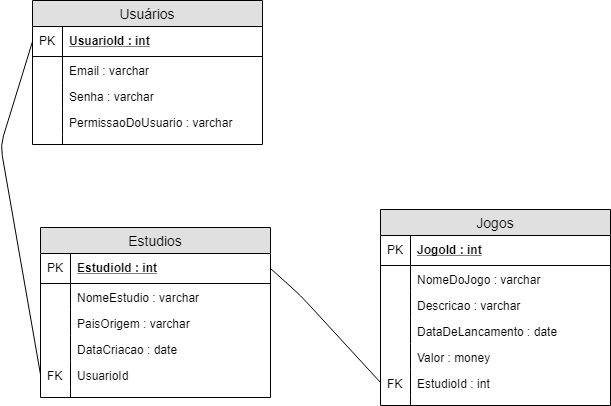 Usuários
PK UsuarioId : int
Email : varchar
Senha : varchar
PermissaoDoUsuario : varchar
Estudios
PK EstudioId : int
NomeEstudio : varchar
PaisOrigem : varchar
DataCriacao : date
FK UsuarioId
Jogos
PK JogoId : int
NomeDoJogo : varchar
Descricao : varchar
DataDeLancamento : date
Valor : money
FK EstudioId : int